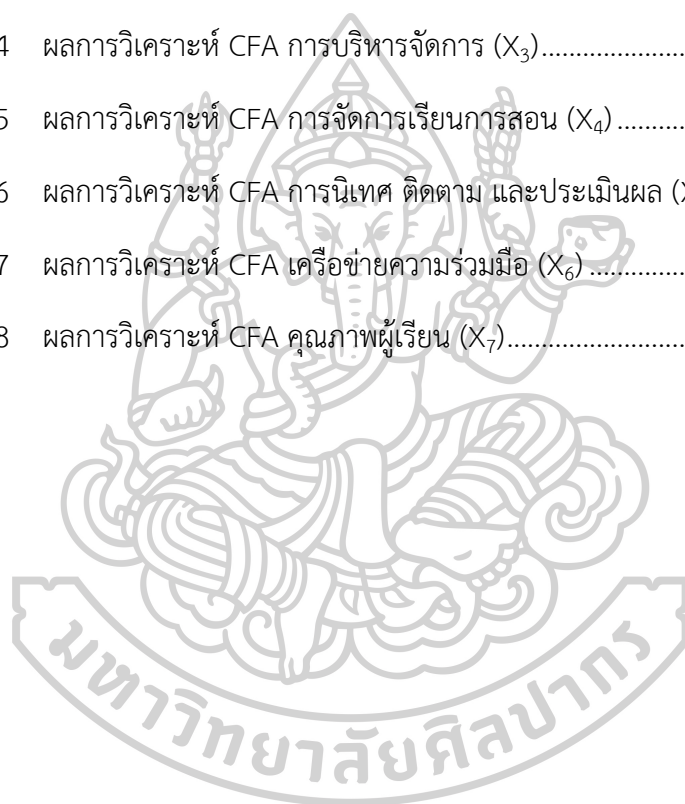 4 ผลการวิเคราะห์ CFA การบริหารจัดการ (X₃)......................
5 ผลการวิเคราะห์ CFA การจัดการเรียนการสอน (X₄)...........
6 ผลการวิเคราะห์ CFA การนิเทศ ติดตาม และประเมินผล (
7 ผลการวิเคราะห์ CFA เครือข่ายความร่วมมือ (X₆)...............
8 ผลการวิเคราะห์ CFA คุณภาพผู้เรียน (X₇)...........................
มหาวิทยาลัยศิลปากร